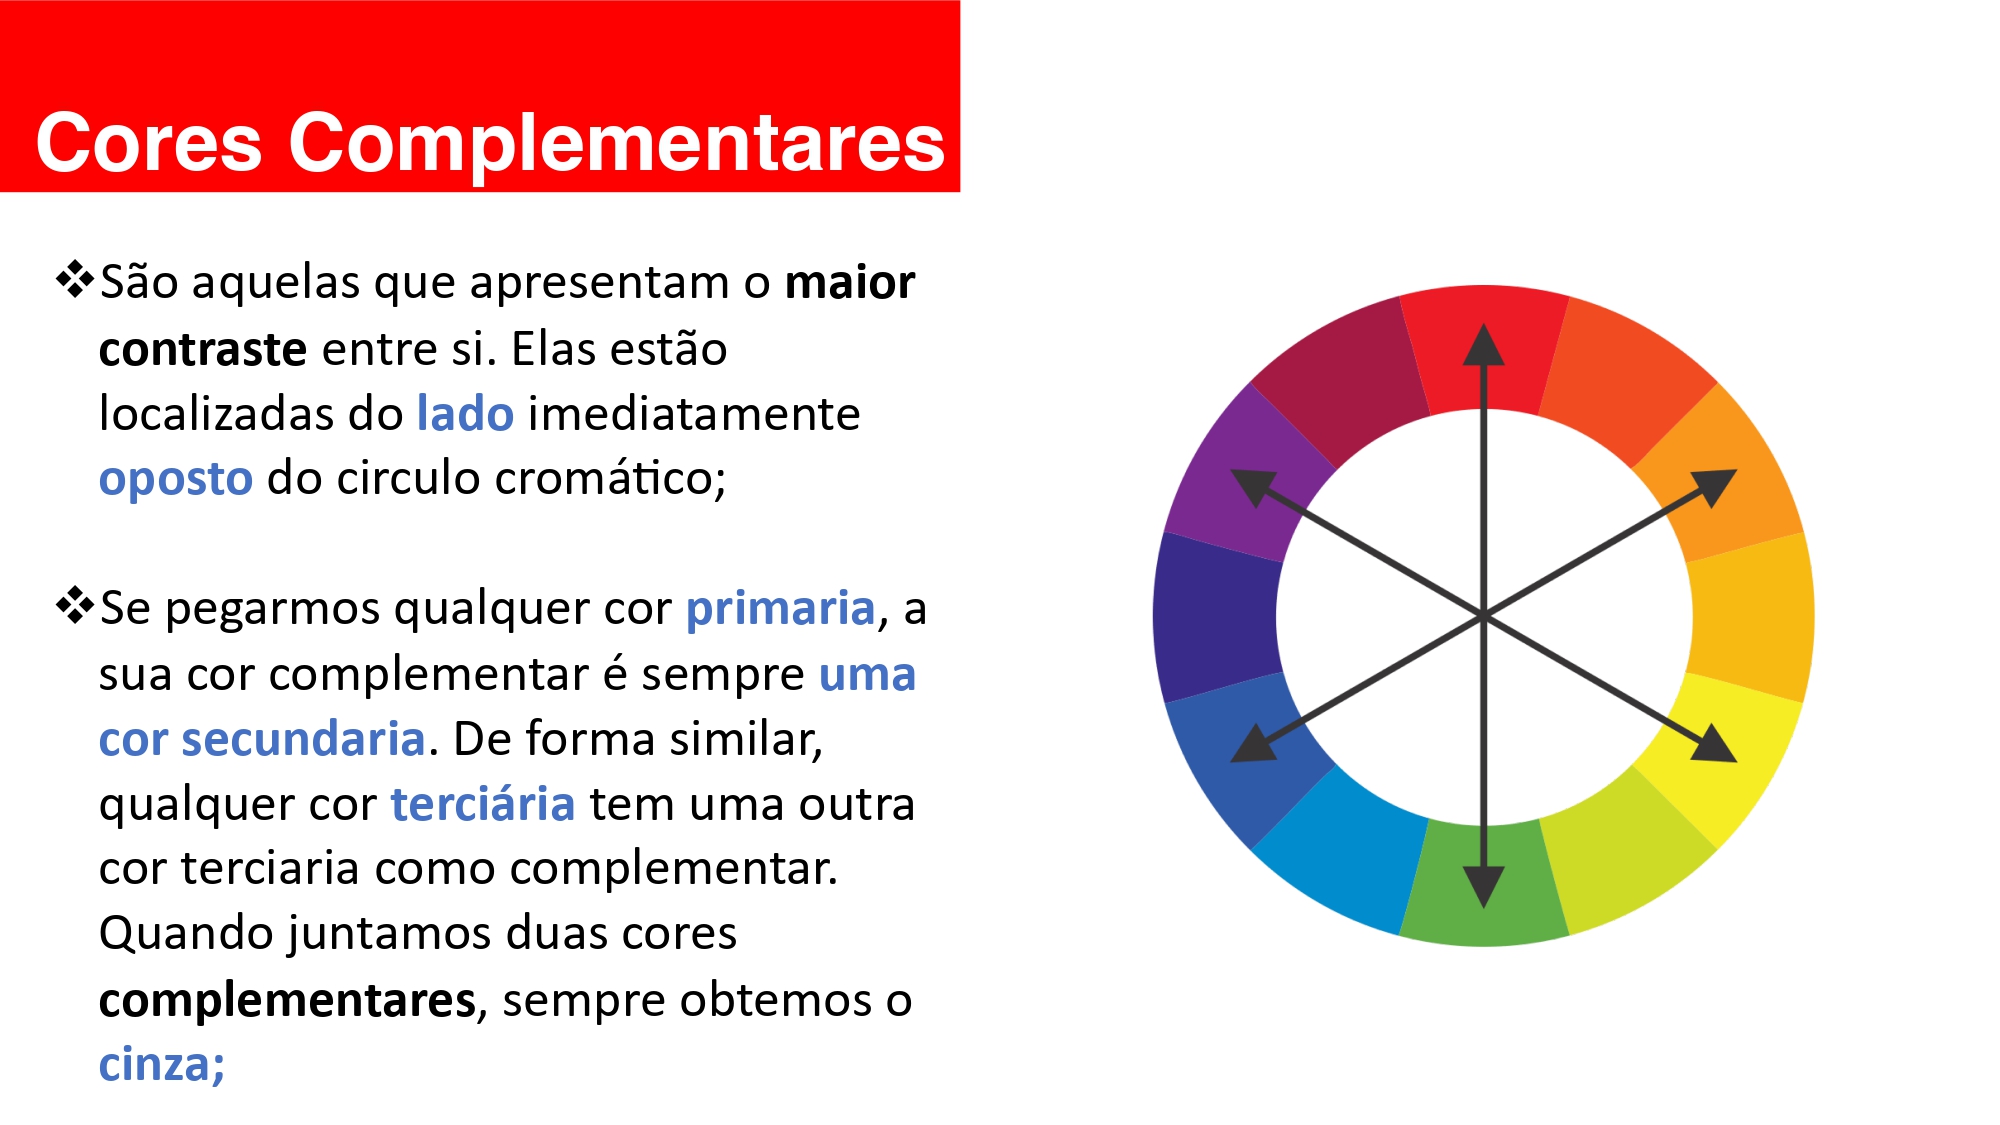 Cores Complementares
❖São aquelas que apresentam o maior
contraste entre si. Elas estão
localizadas do lado imediatamente
oposto do circulo cromático;
❖Se pegarmos qualquer cor primaria, a
sua cor complementar é sempre uma
cor secundaria. De forma similar,
qualquer cor terciária tem uma outra
cor terciaria como complementar.
Quando juntamos duas cores
complementares, sempre obtemos o
cinza;